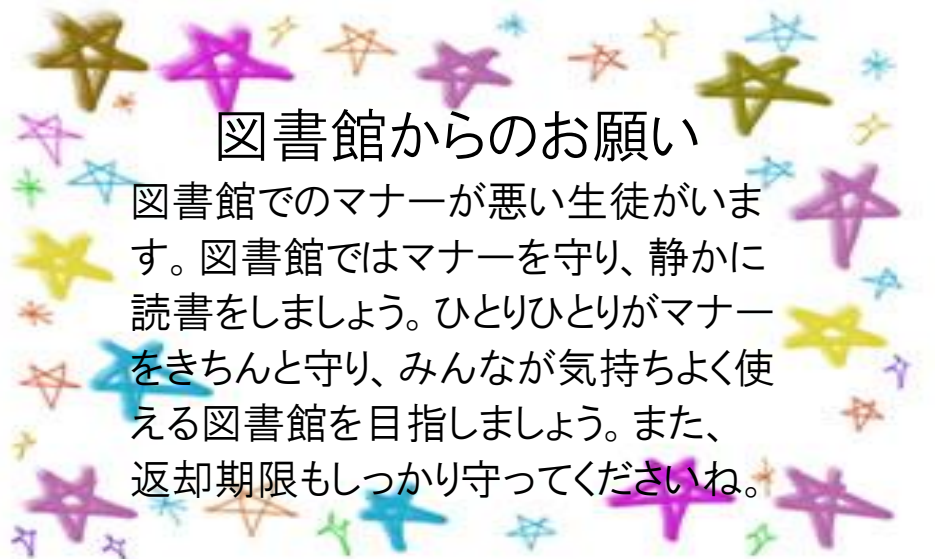 図書館からのお願い
図書館でのマナーが悪い生徒がいま
す。図書館ではマナーを守り、静かに
読書をしましょう。ひとりひとりがマナー
をきちんと守り、みんなが気持ちよく使
える図書館を目指しましょう。また、
返却期限もしっかり守ってくださいね。